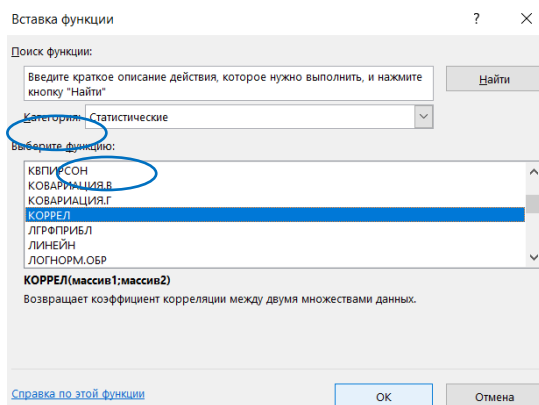 Вставка функции ? ×
Поиск функции:
Введите краткое описание действия, которое нужно выполнить, и нажмите
кнопку "Найти"
Найти
Категория: Статистические
Выберите функцию:
КВПИРСОН
КОВАРИАЦИЯ.В
КОВАРИАЦИЯ.Г
КОРРЕЛ
ЛГРФПРИБЛ
ЛИНЕЙН
ЛОГНОРМ.ОБР
КОРРЕЛ(массив1;массив2)
Возвращает коэффициент корреляции между двумя множествами данных.
Справка по этой функции
ОК
Отмена